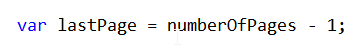 var lastPage = numberOfPages - 1;